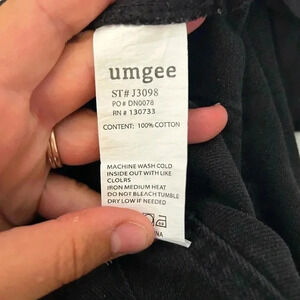 umgee
ST# J3098
PO# DN0078
RN # 130733
CONTENT: 100% COTTON
MACHINE WASH COLD
INSIDE OUT WITH LIKE
CLOLRS
IRON MEDIUM HEAT
DO NOT BLEACH TUMBLE
DRY LOW IF NEEDED